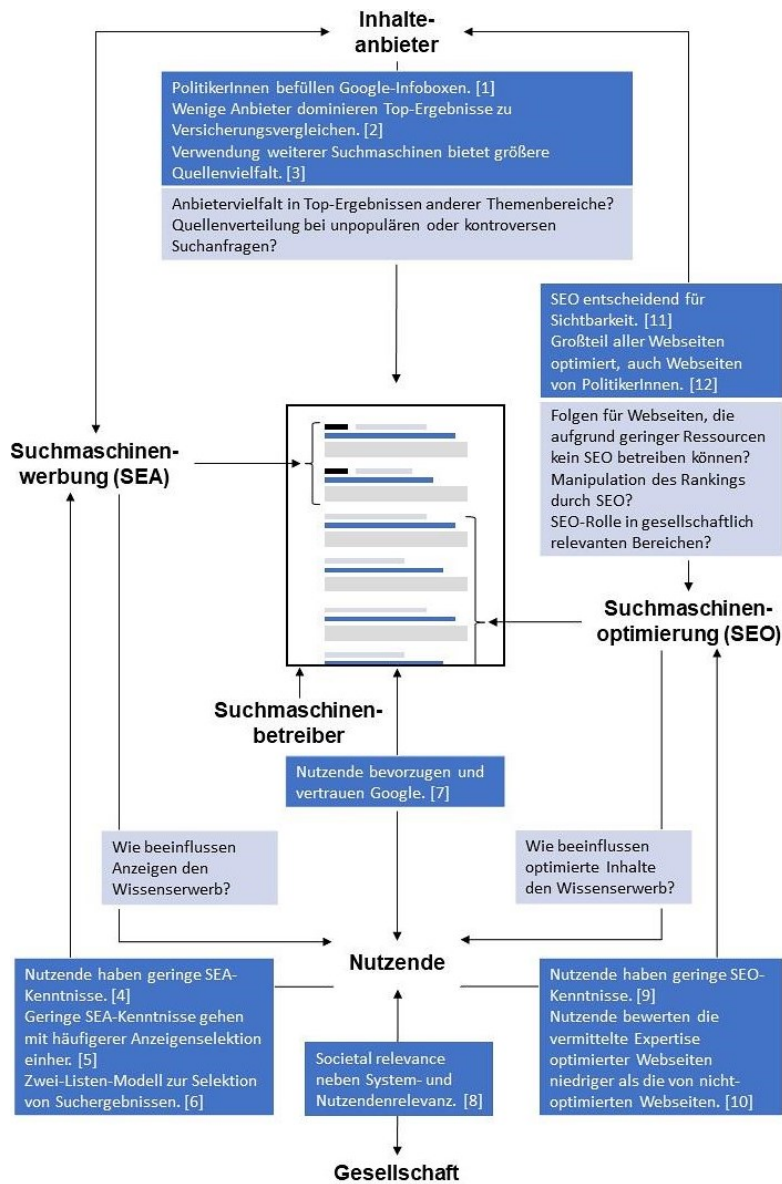 Inhalte-
anbieter
PolitikerInnen befüllen Google-Infoboxen. [1]
Wenige Anbieter dominieren Top-Ergebnisse zu
Versicherungsvergleichen. [2]
Verwendung weiterer Suchmaschinen bietet größere
Quellenvielfalt. [3]
Anbietervielfalt in Top-Ergebnissen anderer Themenbereiche?
Quellenverteilung bei unpopulären oder kontroversen
Suchanfragen?
SEO entscheidend für
Sichtbarkeit. [11]
Großteil aller Webseiten
optimiert, auch Webseiten
von PolitikerInnen. [12]
Folgen für Webseiten, die
aufgrund geringer Ressourcen
kein SEO betreiben können?
Manipulation des Rankings
durch SEO?
SEO-Rolle in gesellschaftlich
relevanten Bereichen?
Suchmaschinen-
werbung (SEA)
Suchmaschinen-
optimierung (SEO)
Suchmaschinen-
betreiber
Nutzende bevorzugen und
vertrauen Google. [7]
Wie beeinflussen
Anzeigen den
Wissenserwerb?
Wie beeinflussen
optimierte Inhalte
den Wissenserwerb?
Nutzende
Nutzende haben geringe SEA-
Kenntnisse. [4]
Geringe SEA-Kenntnisse gehen
mit häufigerer Anzeigenselektion
einher. [5]
Zwei-Listen-Modell zur Selektion
von Suchergebnissen. [6]
Societal relevance
neben System- und
Nutzendenrelevanz. [8]
Nutzende haben geringe SEO-
Kenntnisse. [9]
Nutzende bewerten die
vermittelte Expertise
optimierter Webseiten
niedriger als die von nicht-
optimierten Webseiten. [10]
Gesellschaft